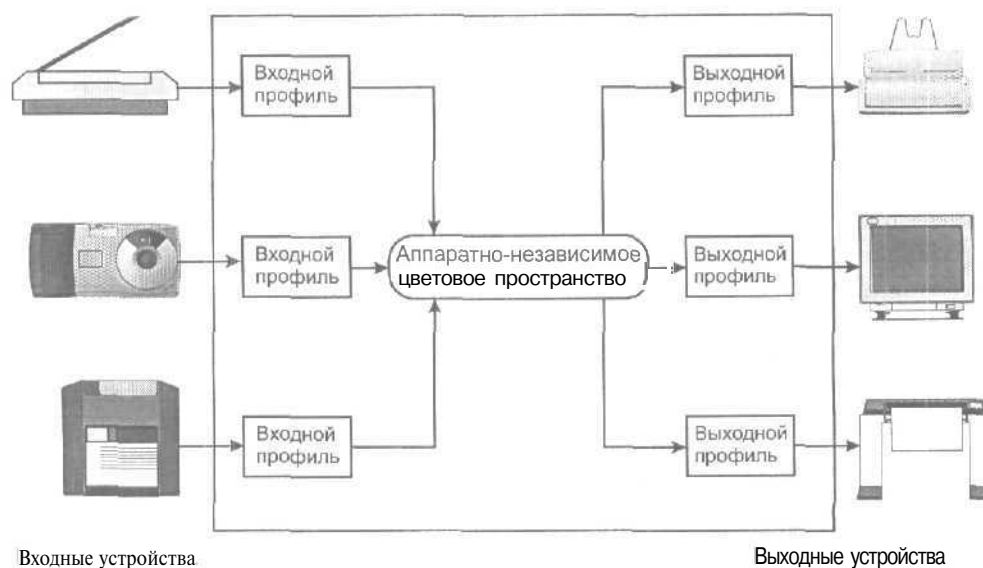 Входной
профиль
Выходной
профиль
Входной
профиль
Аппаратно-независимое
цветовое пространство
Выходной
профиль
Входной
профиль
Выходной
профиль
Входные устройства
Выходные устройства